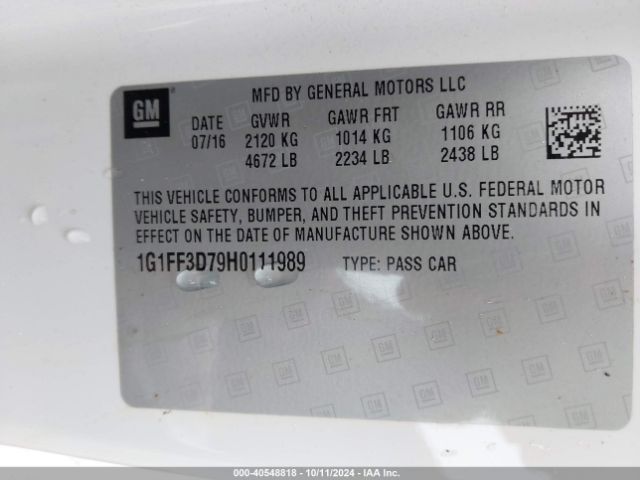 GM
MFD BY GENERAL MOTORS LLC
DATE GVWR GAWR FRT GAWR RR
07/16 2120 KG 1014 KG 1106 KG
4672 LB 2234 LB 2438 LB
THIS VEHICLE CONFORMS TO ALL APPLICABLE U.S. FEDERAL MOTOR
VEHICLE SAFETY, BUMPER, AND THEFT PREVENTION STANDARDS IN
EFFECT ON THE DATE OF MANUFACTURE SHOWN ABOVE.
1G1FF3D79H0111989 TYPE: PASS CAR
000-40548818 - 10/11/2024 - IAA Inc.